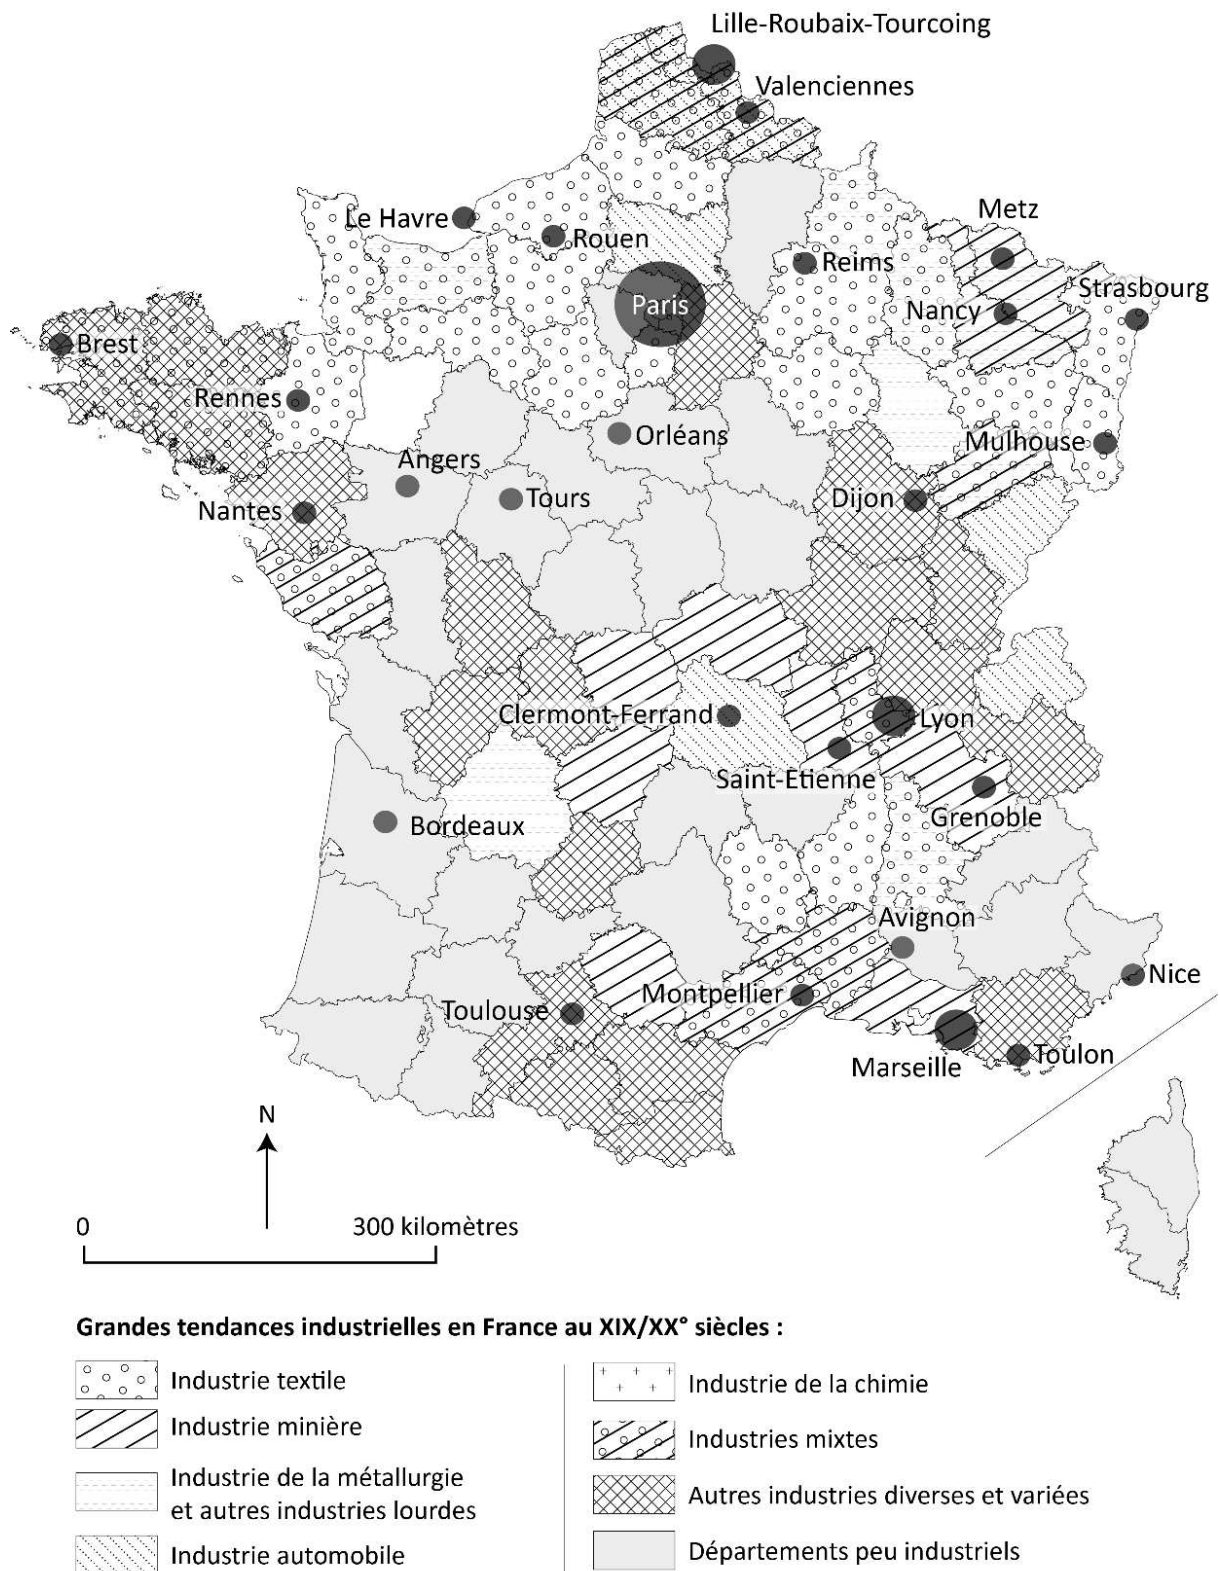 Lille-Roubaix-Tourcoing
Valenciennes
Le Havre
Rouen
Reims
Metz
Strasbourg
Paris
Nancy
Brest
Rennes
Orléans
Mulhouse
Angers
Tours
Dijon
Nantes
Clermont-Ferrand
Lyon
Saint-Etienne
Grenoble
Bordeaux
Avignon
Nice
Montpellier
Toulouse
Toulon
Marseille
N
0 300 kilomètres
Grandes tendances industrielles en France au XIX/XX° siècles :
Industrie textile
Industrie minière
Industrie de la métallurgie
et autres industries lourdes
Industrie automobile
Industrie de la chimie
Industries mixtes
Autres industries diverses et variées
Départements peu industriels